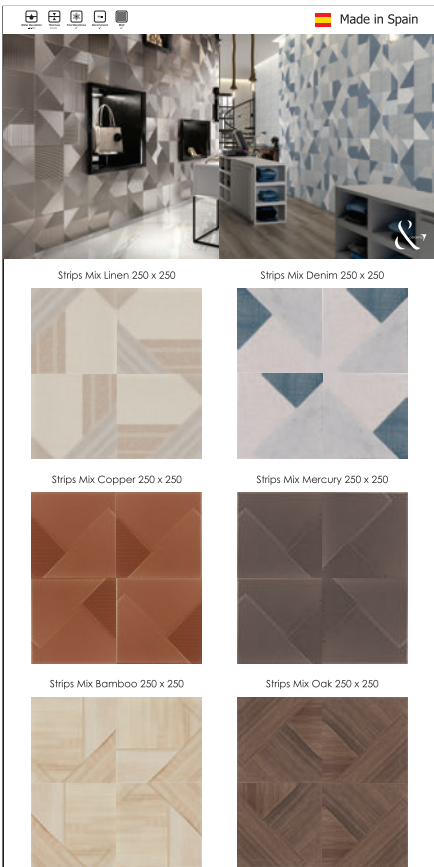 Made in Spain
&
Strips Mix Linen 250 x 250
Strips Mix Denim 250 x 250
Strips Mix Copper 250 x 250
Strips Mix Mercury 250 x 250
Strips Mix Bamboo 250 x 250
Strips Mix Oak 250 x 250